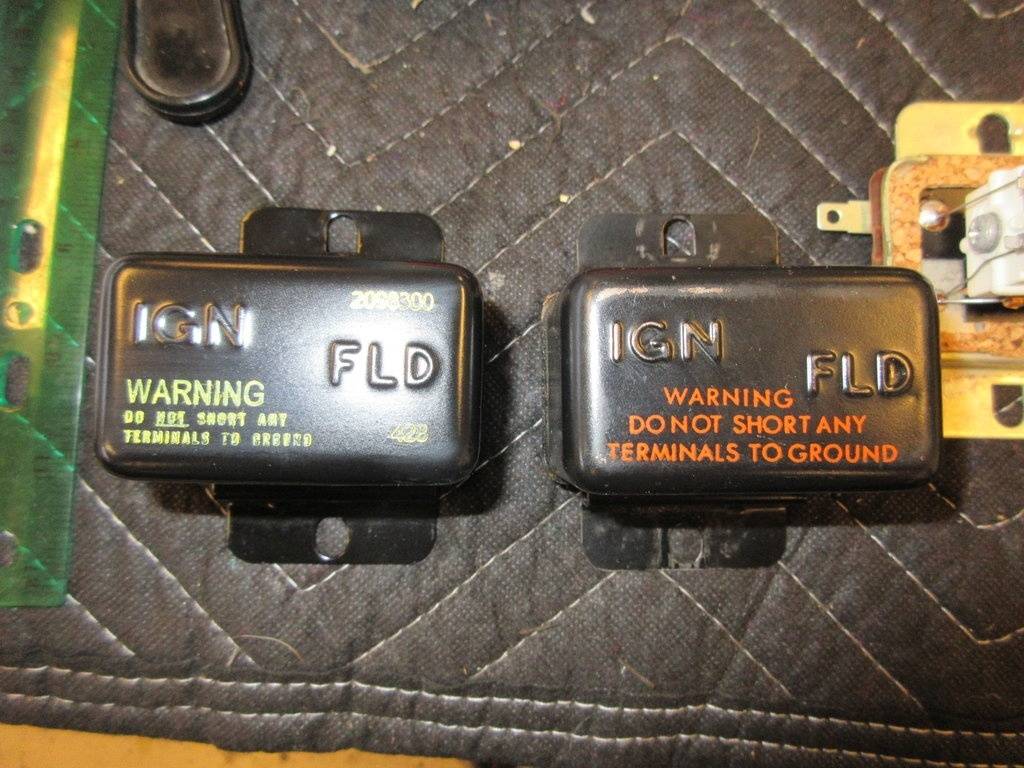 IGN
2098300
FLD
WARNING
DO NOT SHORT ANY
TERMINALS TO GROUND
428
IGN
FLD
WARNING
DO NOT SHORT ANY
TERMINALS TO GROUND